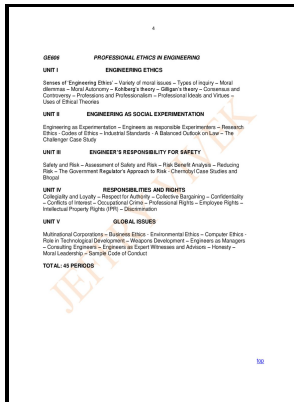 4
GE606 PROFESSIONAL ETHICS IN ENGINEERING
UNIT I ENGINEERING ETHICS
Senses of 'Engineering Ethics' – Variety of moral issues – Types of inquiry – Moral
dilemmas – Moral Autonomy – Kohlberg's theory – Gilligan's theory – Consensus and
Controversy – Professions and Professionalism – Professional Ideals and Virtues –
Uses of Ethical Theories
UNIT II ENGINEERING AS SOCIAL EXPERIMENTATION
Engineering as Experimentation – Engineers as responsible Experimenters – Research
Ethics - Codes of Ethics – Industrial Standards - A Balanced Outlook on Law – The
Challenger Case Study
UNIT III ENGINEER'S RESPONSIBILITY FOR SAFETY
Safety and Risk – Assessment of Safety and Risk – Risk Benefit Analysis – Reducing
Risk – The Government Regulator's Approach to Risk - Chernobyl Case Studies and
Bhopal
UNIT IV RESPONSIBILITIES AND RIGHTS
Collegiality and Loyalty – Respect for Authority – Collective Bargaining – Confidentiality
– Conflicts of Interest – Occupational Crime – Professional Rights – Employee Rights –
Intellectual Property Rights (IPR) – Discrimination
UNIT V GLOBAL ISSUES
Multinational Corporations – Business Ethics - Environmental Ethics – Computer Ethics -
Role in Technological Development – Weapons Development – Engineers as Managers
– Consulting Engineers – Engineers as Expert Witnesses and Advisors – Honesty –
Moral Leadership – Sample Code of Conduct
TOTAL: 45 PERIODS
top